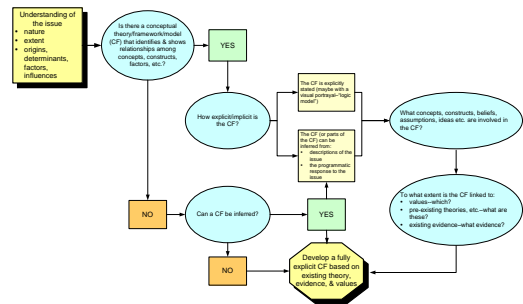 Understanding of
the issue
• nature
• extent
• origins,
determinants,
factors,
influences
Is there a conceptual
theory/framework/model
(CF) that identifies & shows
relationships among
concepts, constructs,
factors, etc.?
YES
How explicit/implicit is
the CF?
The CF is explicitly
stated (maybe with a
visual portrayal-"logic
model")
The CF (or parts of
the CF) can be
inferred from:
• descriptions of the
issue
• the programmatic
response to the
issue
What concepts, constructs, beliefs,
assumptions, ideas etc. are involved in
the CF?
To what extent is the CF linked to:
• values--which?
• pre-existing theories, etc.-what are
these?
• existing evidence–what evidence?
NO
Can a CF be inferred?
YES
NO
Develop a fully
explicit CF based on
existing theory,
evidence, & values